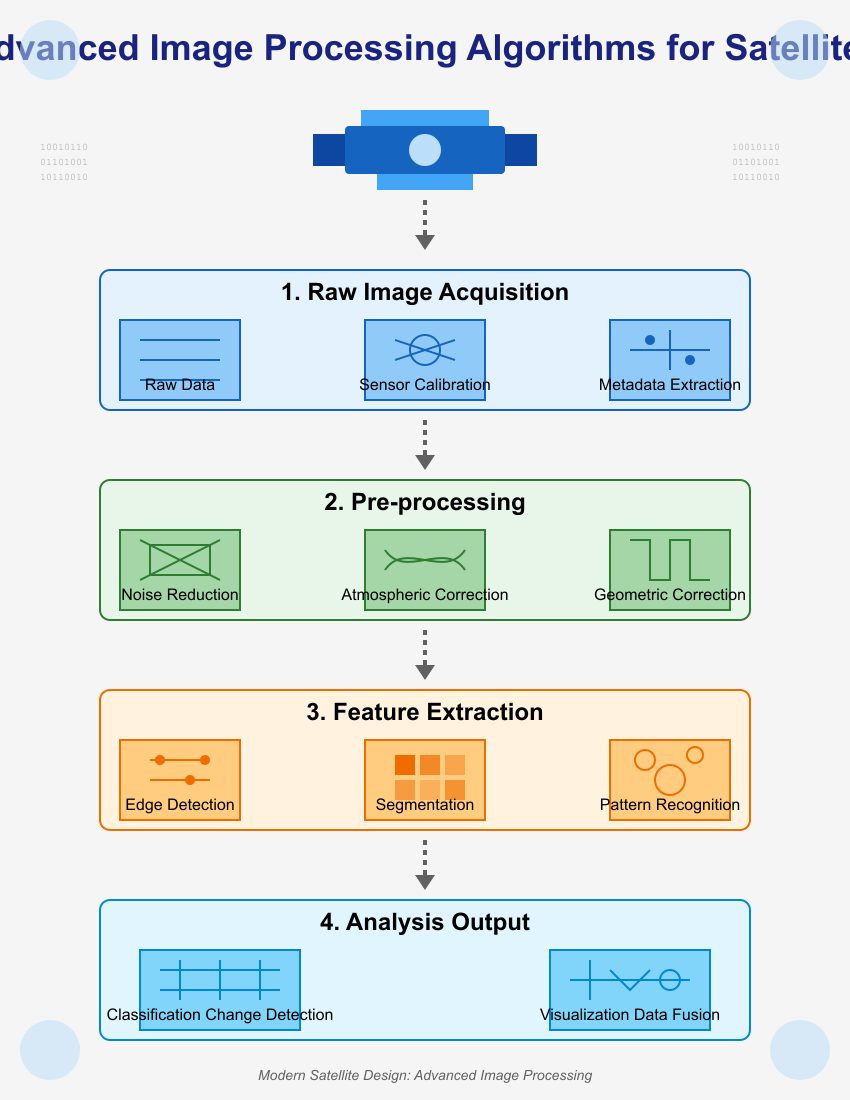 dvanced Image Processing Algorithms for Satellite
10010110
01101001
10110010
10010110
01101001
10110010
1. Raw Image Acquisition
Raw Data
Sensor Calibration
Metadata Extraction
2. Pre-processing
Noise Reduction
Atmospheric Correction
Geometric Correction
3. Feature Extraction
Edge Detection
Segmentation
Pattern Recognition
4. Analysis Output
Classification Change Detection
Visualization Data Fusion
Modern Satellite Design: Advanced Image Processing